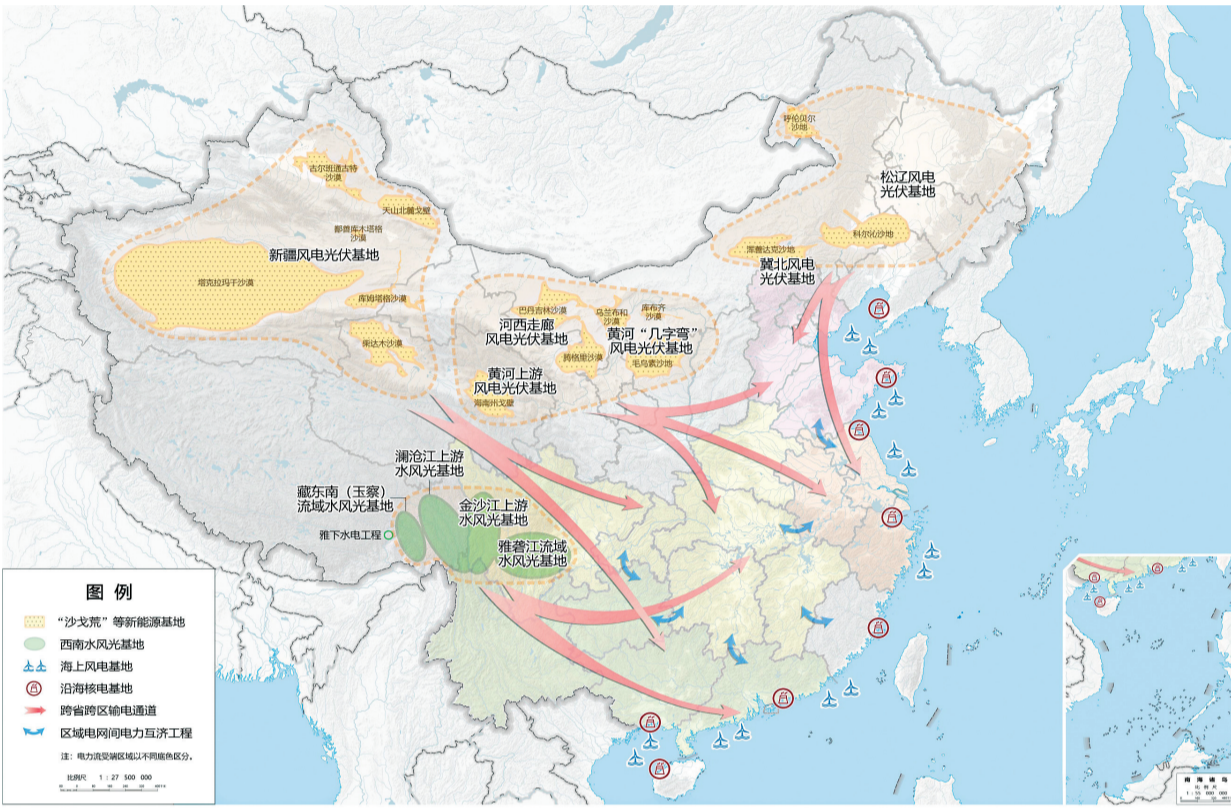 呼伦贝尔
沙地
松辽风电
光伏基地
科尔沁沙地
浑善达克沙地
冀北风电
光伏基地
古尔班通古特
沙漠
天山北麓戈壁
鄯善库木塔格
沙漠
新疆风电光伏基地
塔克拉玛干沙漠
库姆塔格沙漠
柴达木沙漠
巴丹吉林沙漠
乌兰布和
沙漠
库布齐
沙漠
河西走廊
风电光伏基地
黄河“几字弯”
风电光伏基地
腾格里沙漠
毛乌素沙地
黄河上游
风电光伏基地
海南州戈壁
澜沧江上游
水风光基地
藏东南（玉察）
流域水风光基地
金沙江上游
水风光基地
雅下水电工程
雅砻江流域
水风光基地
图 例
“沙戈荒”等新能源基地
西南水风光基地
海上风电基地
沿海核电基地
跨省跨区输电通道
区域电网间电力互济工程
注：电力流受端区域以不同底色区分。
比例尺 1 : 27 500 000
南 海 诸 岛
比 例 尺